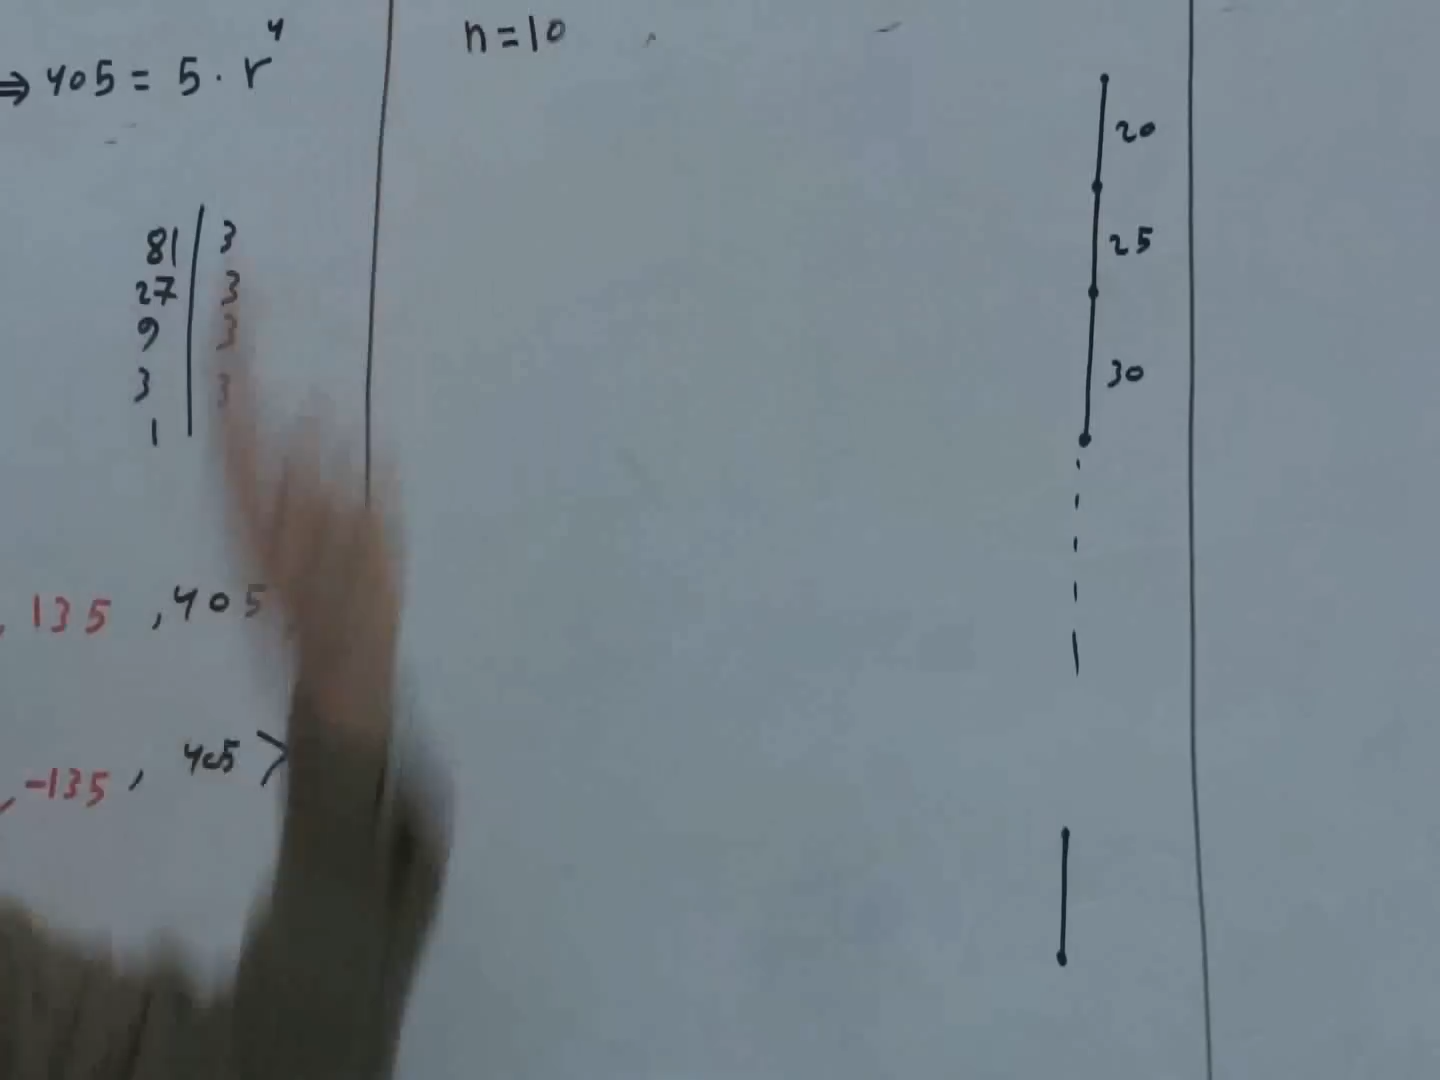 ⇒ 405 = 5 · r⁴
81 | 3
27 | 3
9 | 3
3 | 3
1
, 135 , 405
, -135 , 405 >
n = 10
20
25
30